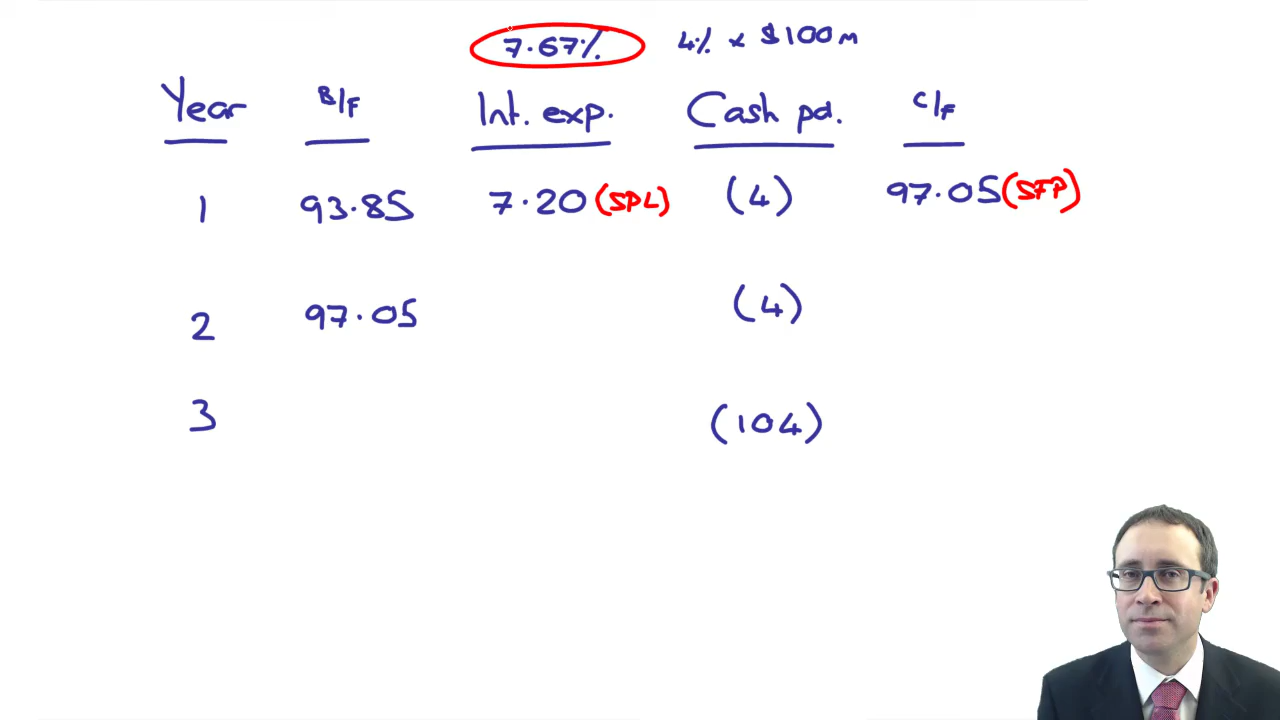 7.67% 4% x $100m
Year B/F Int. exp. Cash pd. C/F
1 93.85 7.20 (SPL) (4) 97.05 (SFP)
2 97.05 (4)
3 (104)